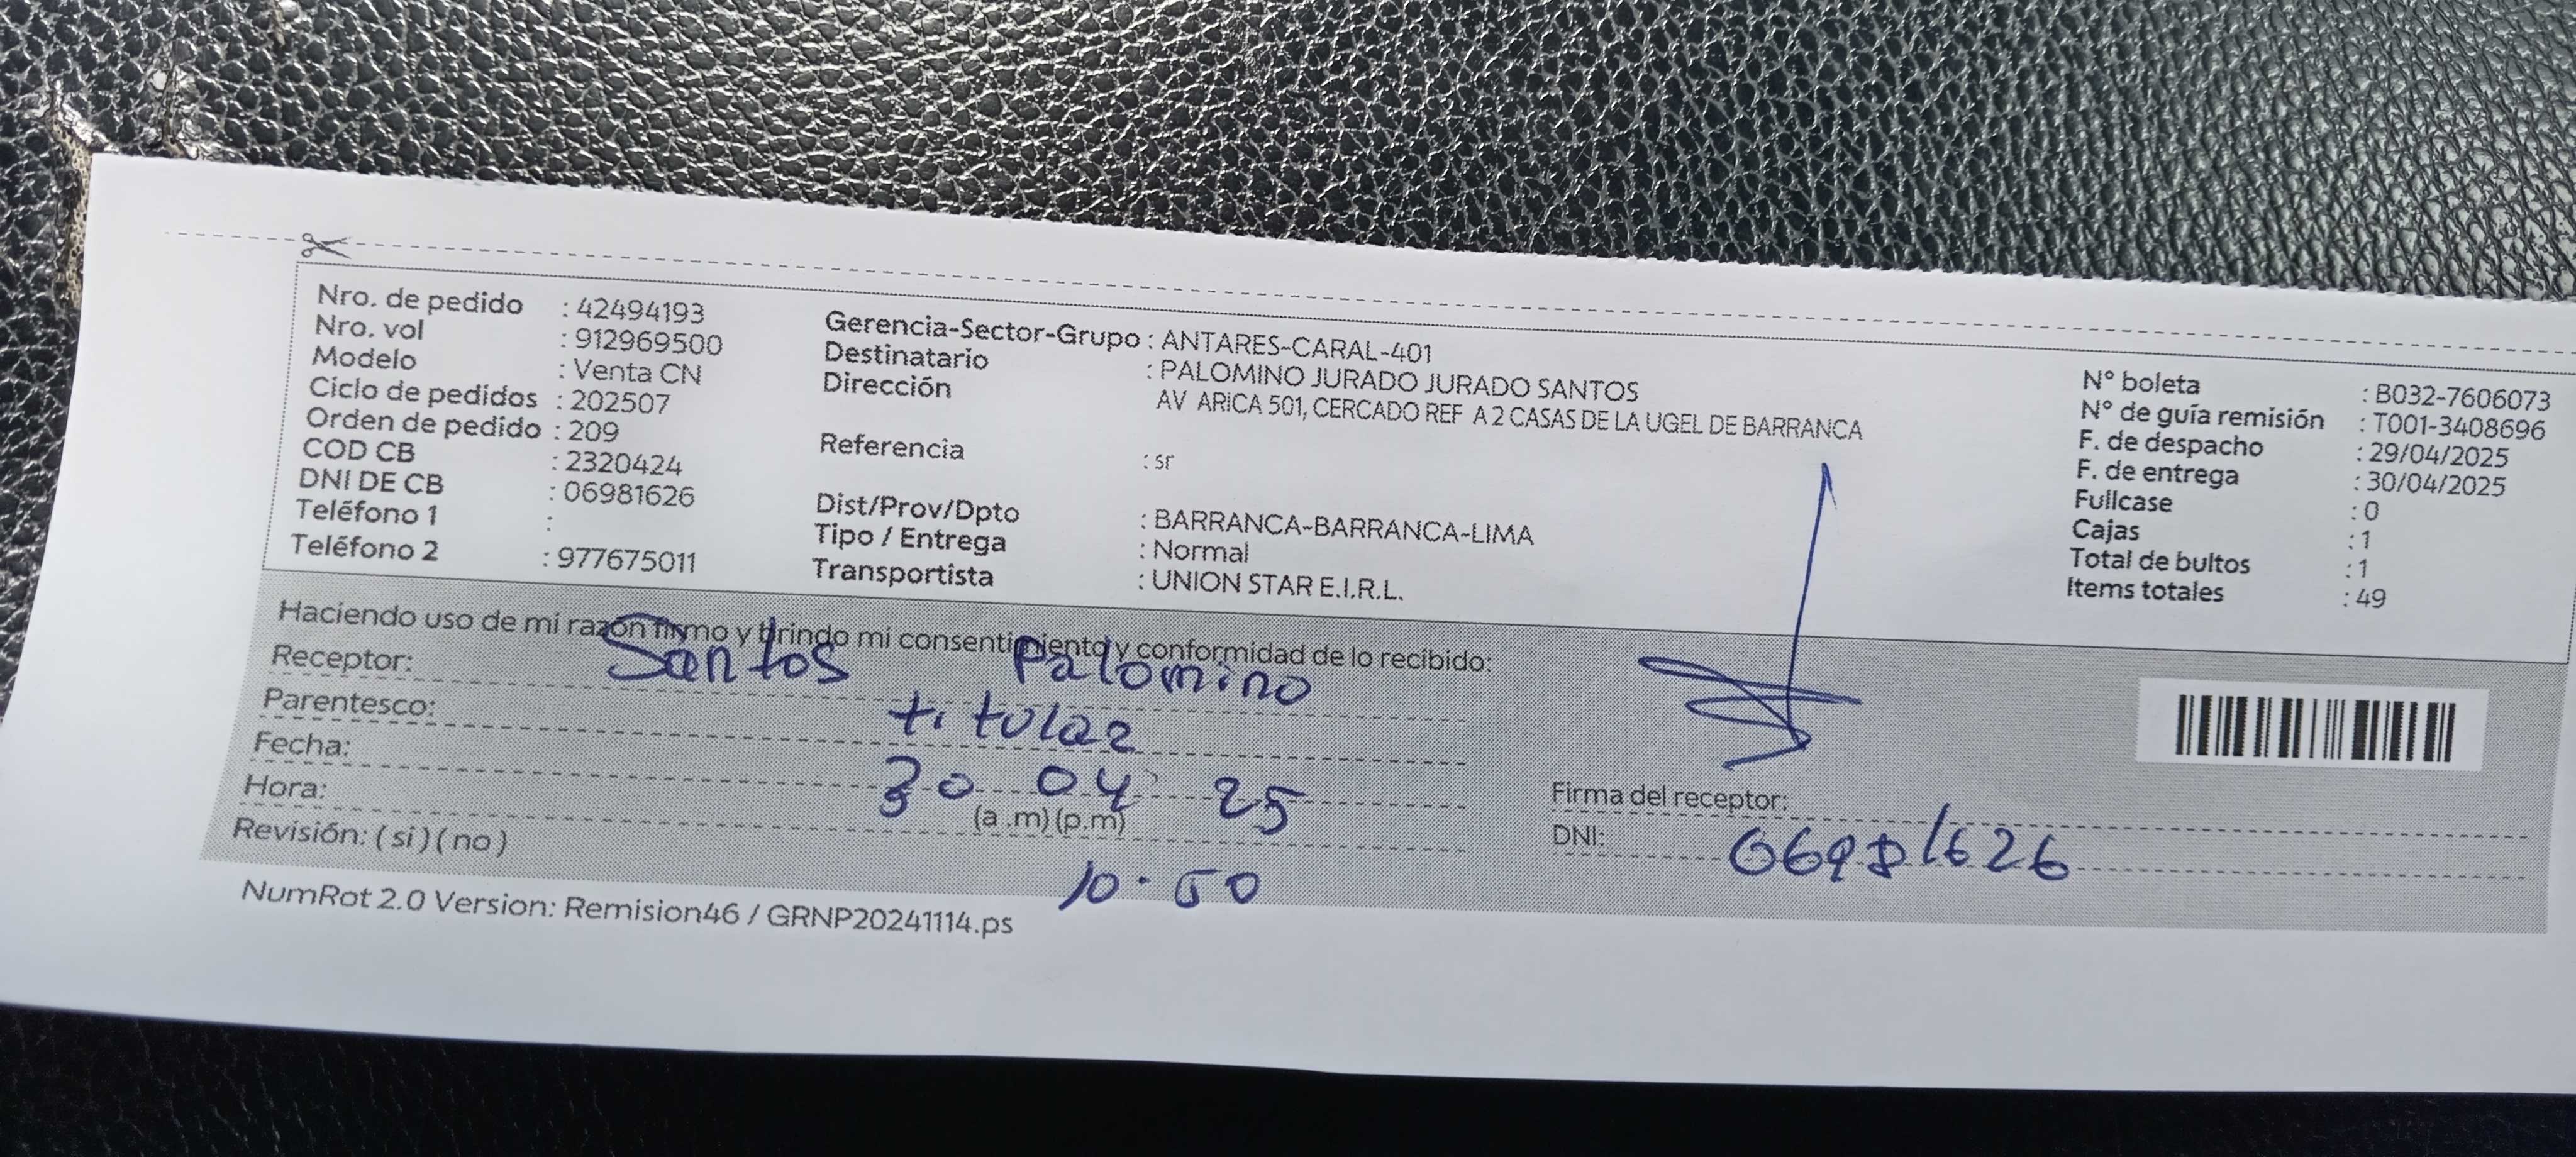 Nro. de pedido : 42494193
Nro. vol : 912969500
Modelo : Venta CN
Ciclo de pedidos : 202507
Orden de pedido : 209
COD CB : 2320424
DNI DE CB : 06981626
Teléfono 1 :
Teléfono 2 : 977675011
Gerencia-Sector-Grupo : ANTARES-CARAL-401
Destinatario : PALOMINO JURADO JURADO SANTOS
Dirección AV ARICA 501, CERCADO REF A 2 CASAS DE LA UGEL DE BARRANCA
Referencia : sr
Dist/Prov/Dpto : BARRANCA-BARRANCA-LIMA
Tipo / Entrega : Normal
Transportista : UNION STAR E.I.R.L.
N° boleta : B032-7606073
N° de guía remisión : T001-3408696
F. de despacho : 29/04/2025
F. de entrega : 30/04/2025
Fullcase : 0
Cajas : 1
Total de bultos : 1
Items totales : 49
Haciendo uso de mi razón firmo y brindo mi consentimiento y conformidad de lo recibido:
Receptor: Santos Palomino
Parentesco: titular
Fecha: 30 04 25
Hora: (a .m) (p.m)
Revisión: ( si ) ( no ) 10.50
Firma del receptor:
DNI: 06981626
NumRot 2.0 Version: Remision46 / GRNP20241114.ps